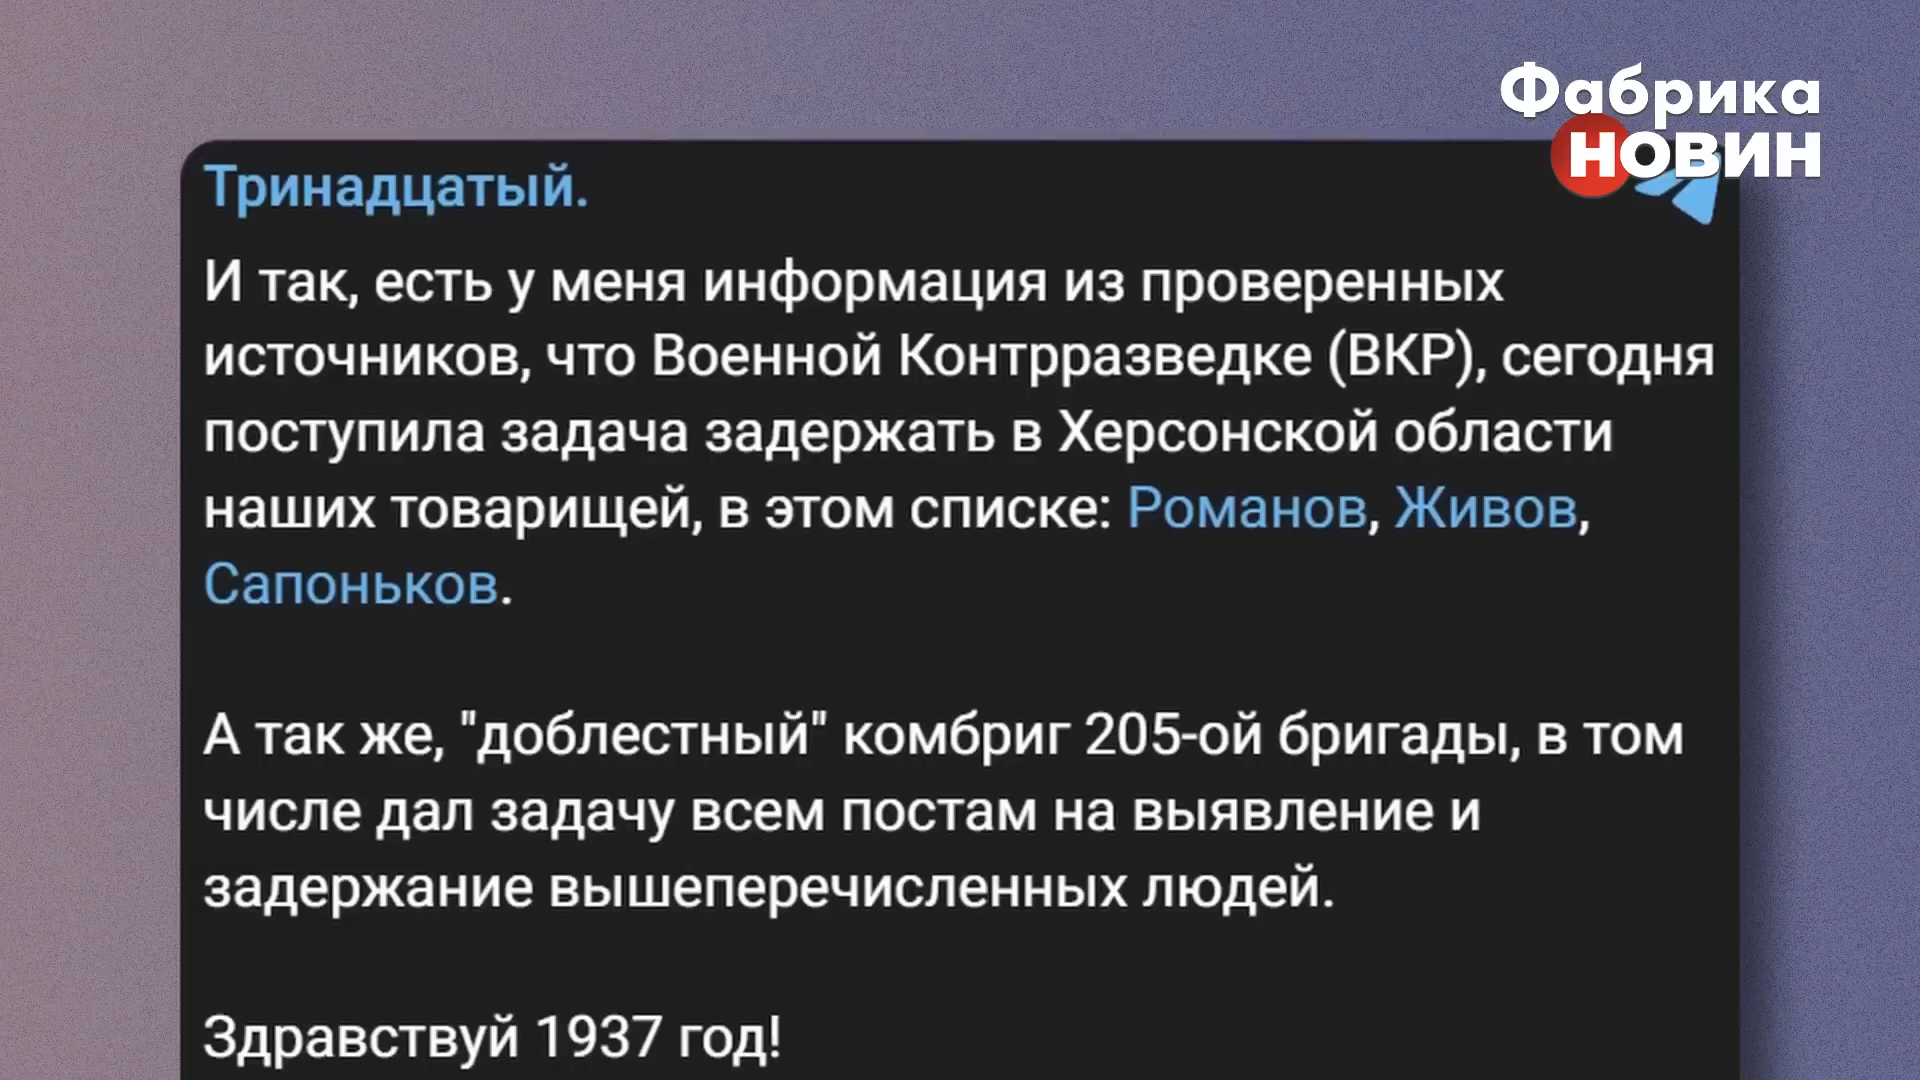 Фабрика
новин
Тринадцатый.
И так, есть у меня информация из проверенных
источников, что Военной Контрразведке (ВКР), сегодня
поступила задача задержать в Херсонской области
наших товарищей, в этом списке: Романов, Живов,
Сапоньков.
А так же, "доблестный" комбриг 205-ой бригады, в том
числе дал задачу всем постам на выявление и
задержание вышеперечисленных людей.
Здравствуй 1937 год!